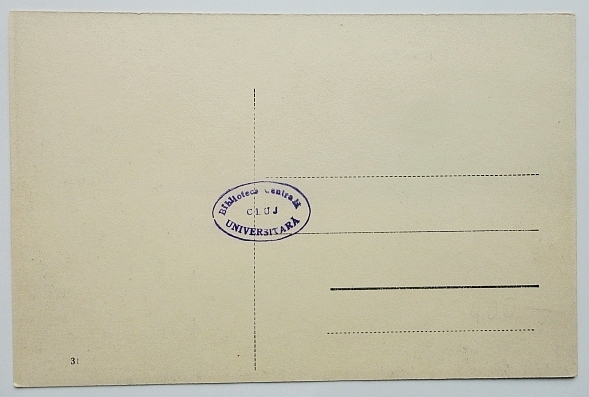 Biblioteca Centrală
CLUJ
UNIVERSITARĂ
31